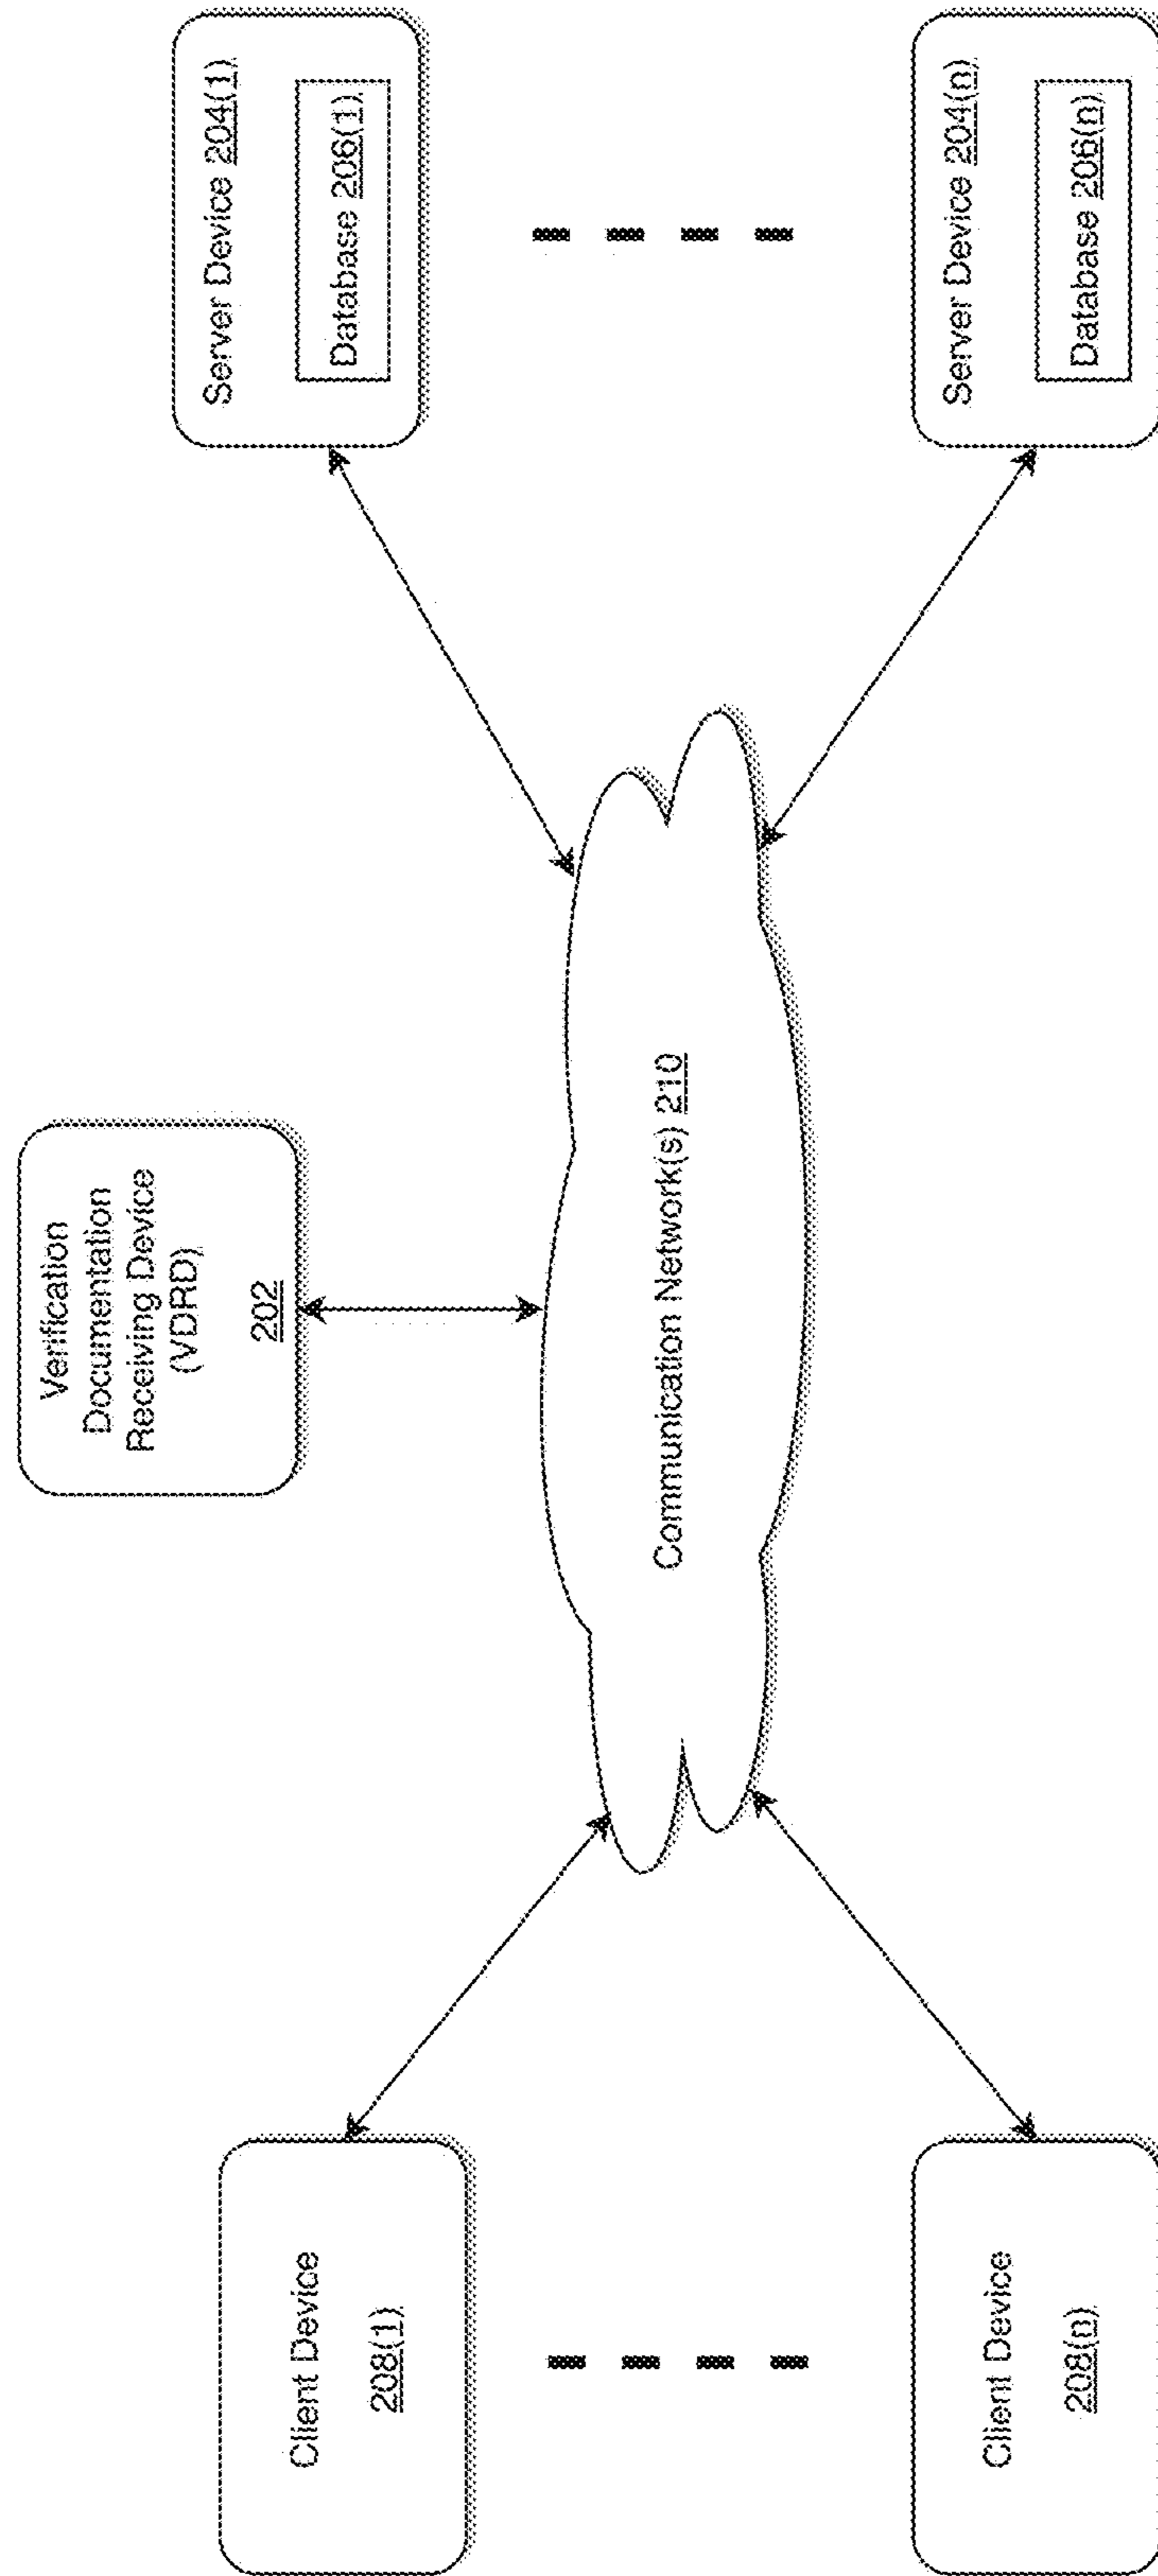 Verification
Documentation
Receiving Device
(VDRD)
202
Server Device 204(1)
Database 206(1)
Client Device
208(1)
Communication Network(s) 210
Server Device 204(n)
Database 206(n)
Client Device
208(n)